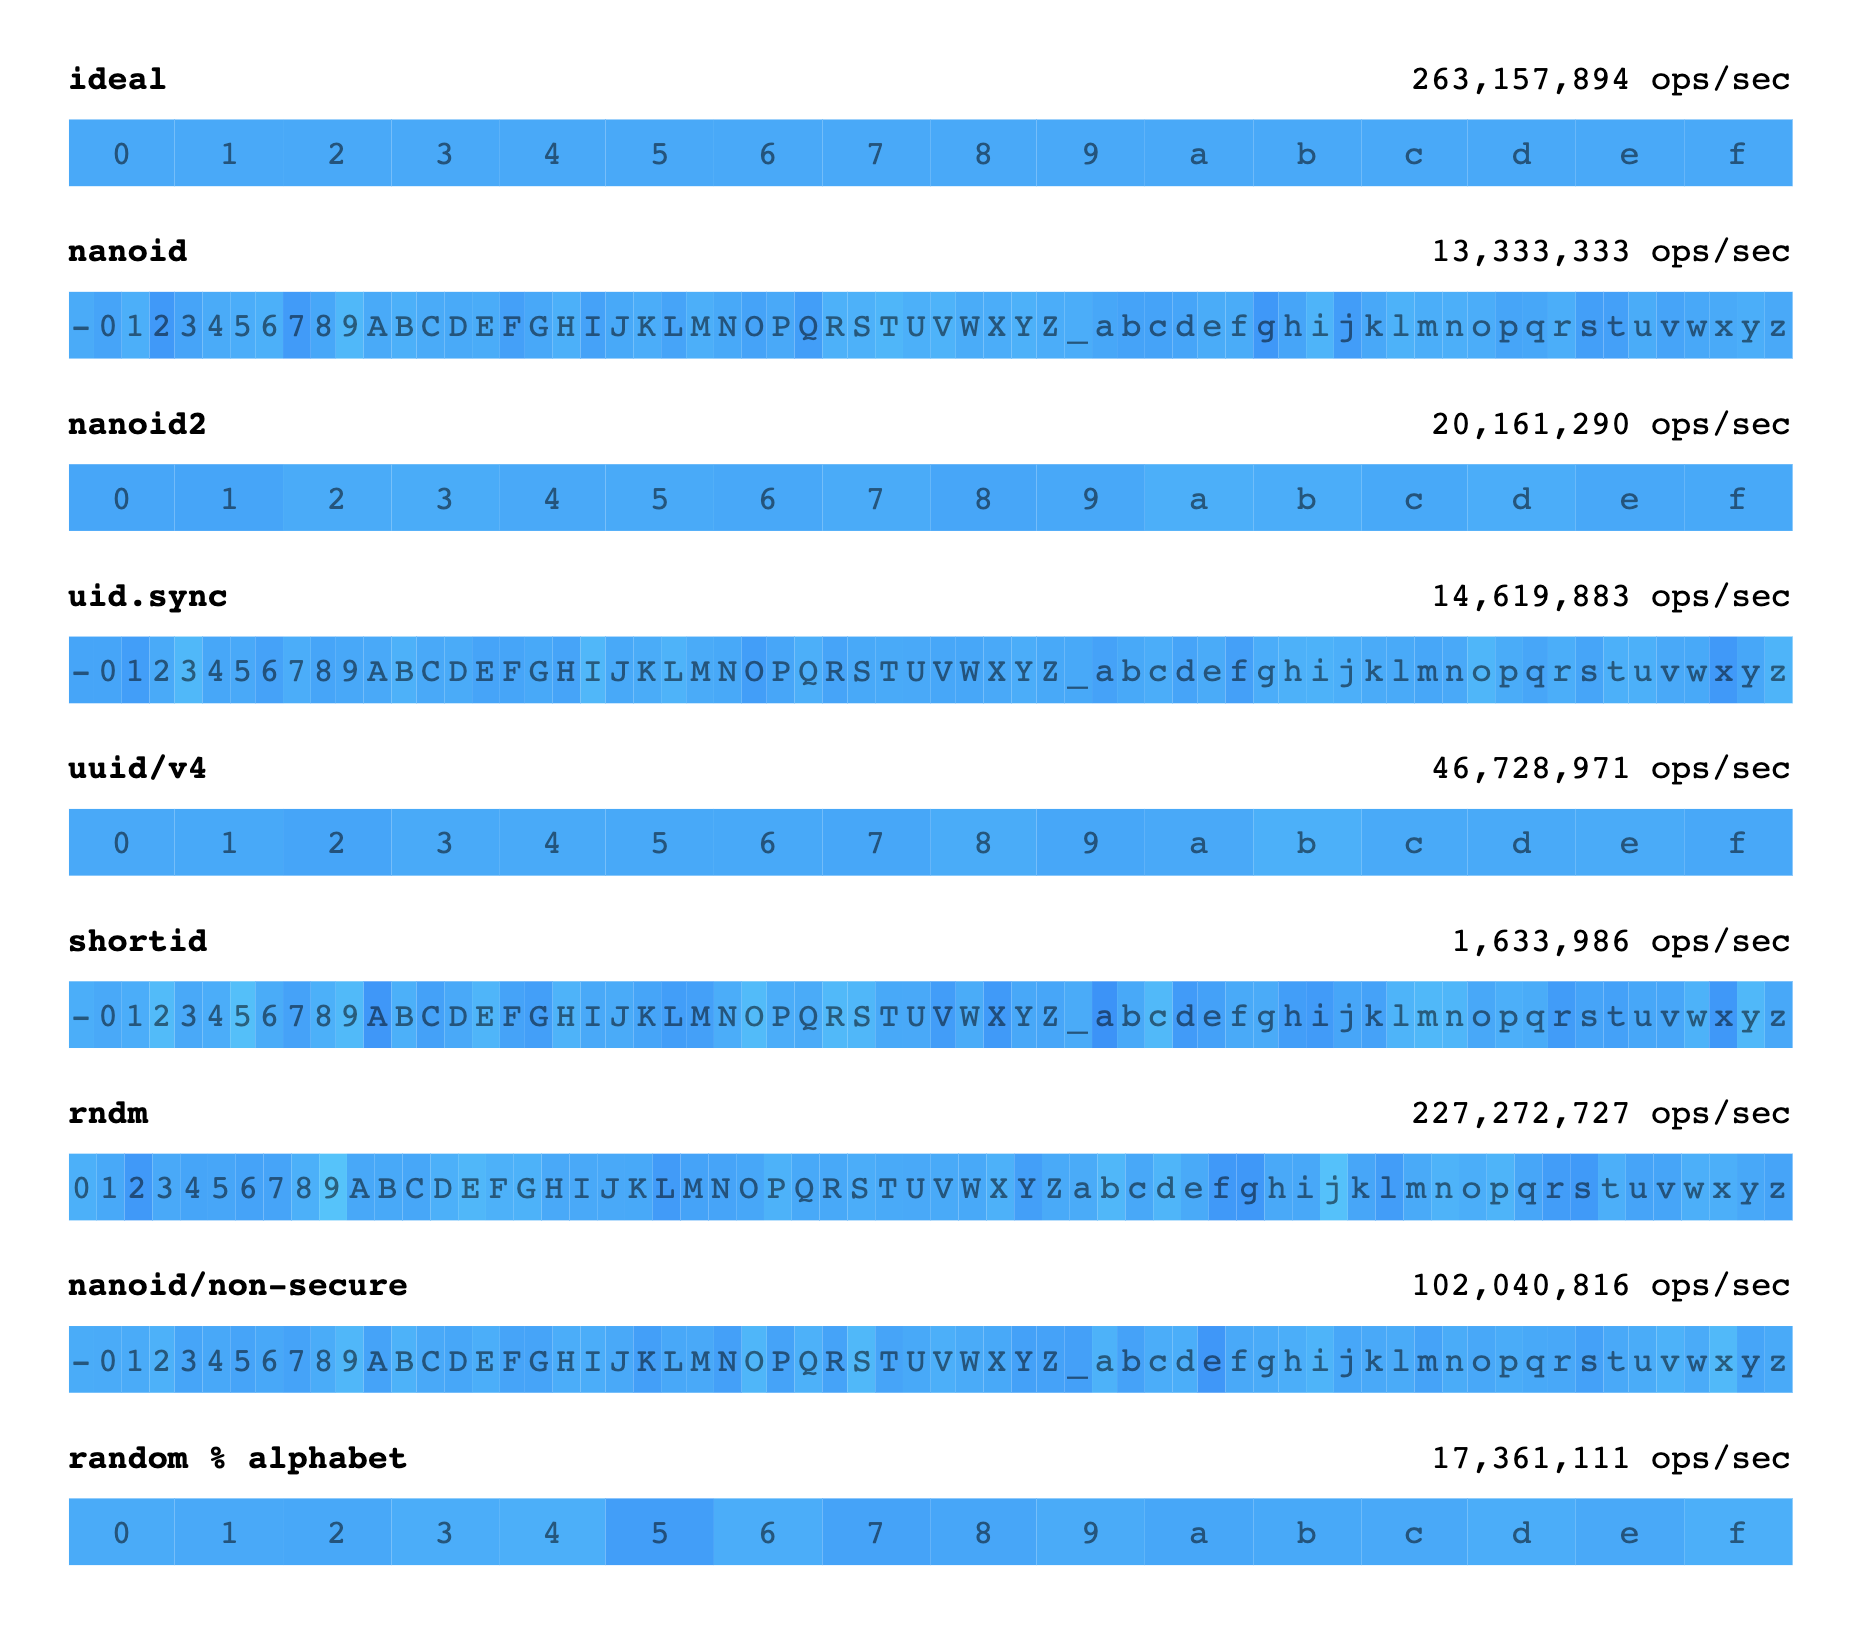 ideal 263,157,894 ops/sec
0 1 2 3 4 5 6 7 8 9 a b c d e f
nanoid 13,333,333 ops/sec
-0123456789ABCDEFGHIJKLMNOPQRSTUVWXYZ_abcdefghijklmnopqrstuvwxyz
nanoid2 20,161,290 ops/sec
0 1 2 3 4 5 6 7 8 9 a b c d e f
uid.sync 14,619,883 ops/sec
-0123456789ABCDEFGHIJKLMNOPQRSTUVWXYZ_abcdefghijklmnopqrstuvwxyz
uuid/v4 46,728,971 ops/sec
0 1 2 3 4 5 6 7 8 9 a b c d e f
shortid 1,633,986 ops/sec
-0123456789ABCDEFGHIJKLMNOPQRSTUVWXYZ_abcdefghijklmnopqrstuvwxyz
rndm 227,272,727 ops/sec
0123456789ABCDEFGHIJKLMNOPQRSTUVWXYZabcdefghijklmnopqrstuvwxyz
nanoid/non-secure 102,040,816 ops/sec
-0123456789ABCDEFGHIJKLMNOPQRSTUVWXYZ_abcdefghijklmnopqrstuvwxyz
random % alphabet 17,361,111 ops/sec
0 1 2 3 4 5 6 7 8 9 a b c d e f